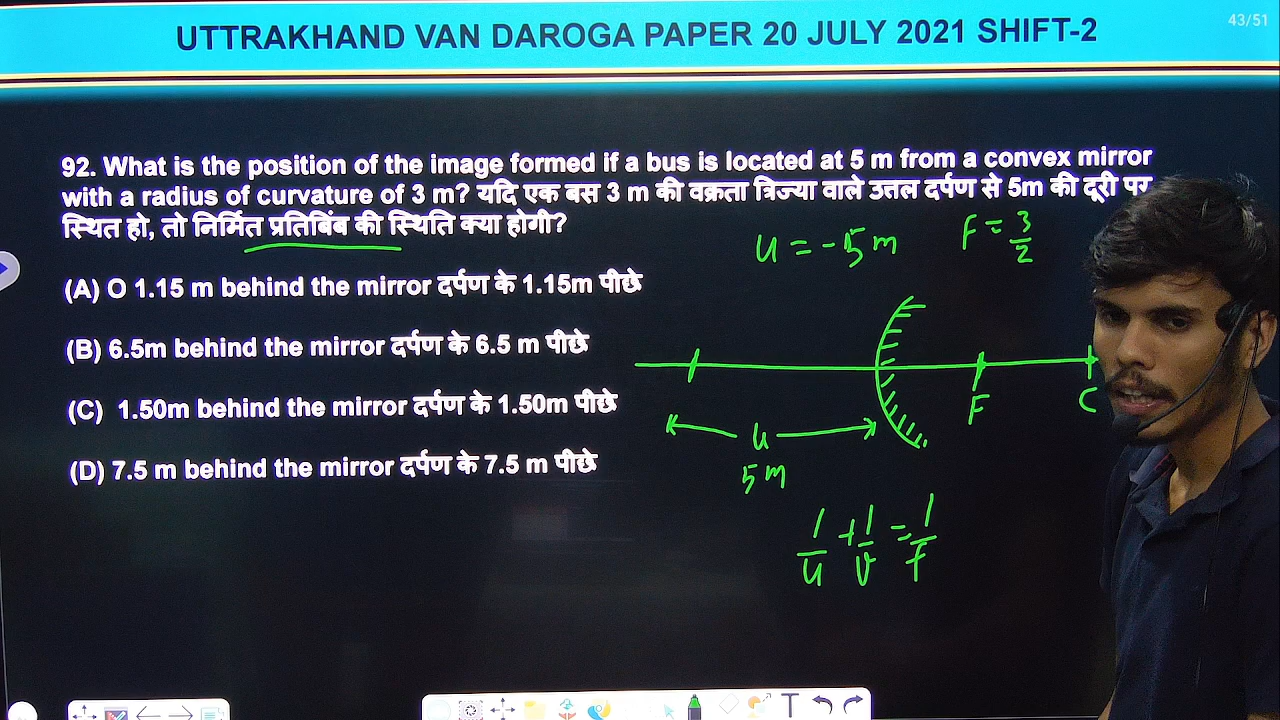 43/51
UTTRAKHAND VAN DAROGA PAPER 20 JULY 2021 SHIFT-2
92. What is the position of the image formed if a bus is located at 5 m from a convex mirror
with a radius of curvature of 3 m? यदि एक बस 3 m की वक्रता त्रिज्या वाले उत्तल दर्पण से 5m की दूरी पर
स्थित हो, तो निर्मित प्रतिबिंब की स्थिति क्या होगी?
u = -5 m F = 3/2
(A) O 1.15 m behind the mirror दर्पण के 1.15m पीछे
(B) 6.5m behind the mirror दर्पण के 6.5 m पीछे
(C) 1.50m behind the mirror दर्पण के 1.50m पीछे
(D) 7.5 m behind the mirror दर्पण के 7.5 m पीछे
F C
u
5 m
1/u + 1/v = 1/f
T